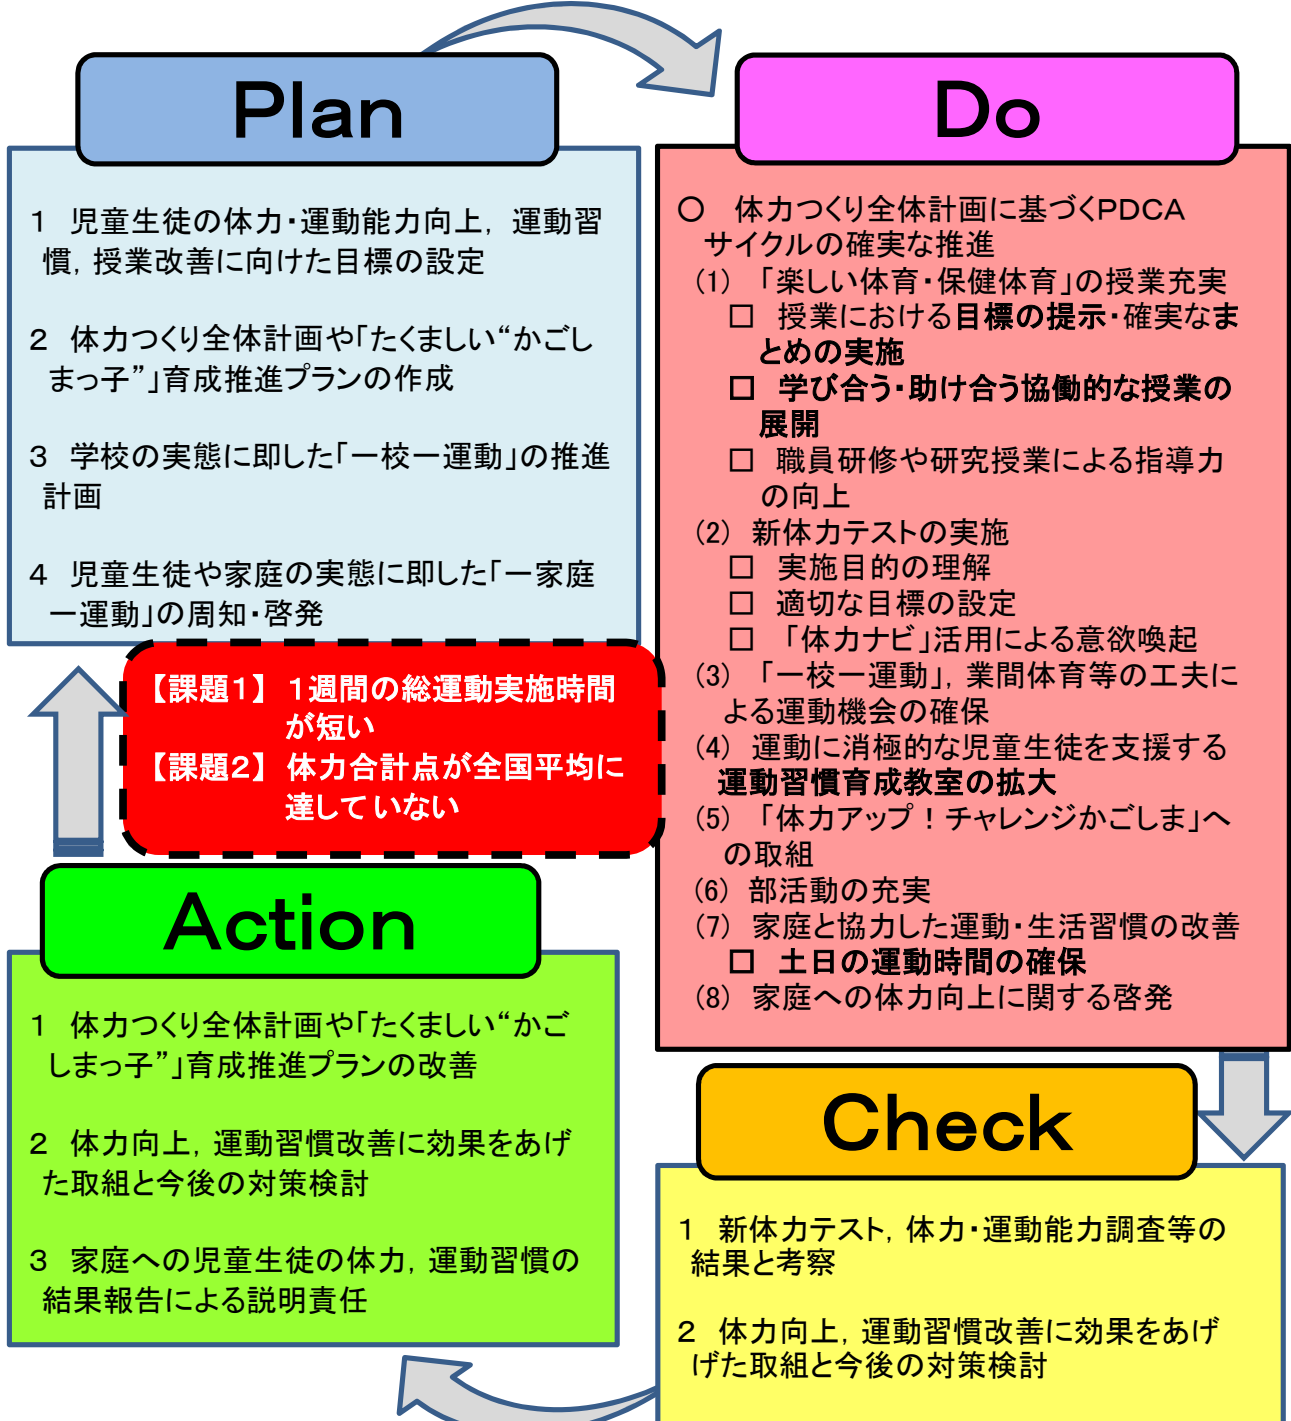 Plan
1 児童生徒の体力・運動能力向上，運動習
慣，授業改善に向けた目標の設定
2 体力つくり全体計画や「たくましい“かごし
まっ子”」育成推進プランの作成
3 学校の実態に即した「一校一運動」の推進
計画
4 児童生徒や家庭の実態に即した「一家庭
一運動」の周知・啓発
Do
○ 体力つくり全体計画に基づくPDCA
サイクルの確実な推進
(1) 「楽しい体育・保健体育」の授業充実
□ 授業における目標の提示・確実なま
とめの実施
□ 学び合う・助け合う協働的な授業の
展開
□ 職員研修や研究授業による指導力
の向上
(2) 新体力テストの実施
□ 実施目的の理解
□ 適切な目標の設定
□ 「体力ナビ」活用による意欲喚起
(3) 「一校一運動」，業間体育等の工夫に
よる運動機会の確保
(4) 運動に消極的な児童生徒を支援する
運動習慣育成教室の拡大
(5) 「体力アップ！チャレンジかごしま」へ
の取組
(6) 部活動の充実
(7) 家庭と協力した運動・生活習慣の改善
□ 土日の運動時間の確保
(8) 家庭への体力向上に関する啓発
【課題１】 １週間の総運動実施時間
が短い
【課題２】 体力合計点が全国平均に
達していない
Action
1 体力つくり全体計画や「たくましい“かご
しまっ子”」育成推進プランの改善
2 体力向上，運動習慣改善に効果をあげ
た取組と今後の対策検討
3 家庭への児童生徒の体力，運動習慣の
結果報告による説明責任
Check
1 新体力テスト，体力・運動能力調査等の
結果と考察
2 体力向上，運動習慣改善に効果をあげ
げた取組と今後の対策検討